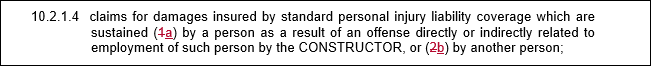 10.2.1.4 claims for damages insured by standard personal injury liability coverage which are
sustained (1a) by a person as a result of an offense directly or indirectly related to
employment of such person by the CONSTRUCTOR, or (2b) by another person;